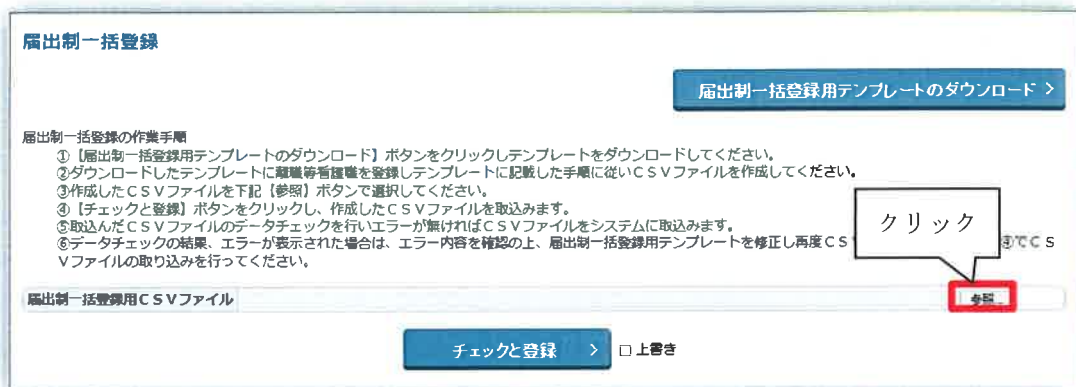 届出制一括登録
届出制一括登録用テンプレートのダウンロード >
届出制一括登録の作業手順
①【届出制一括登録用テンプレートのダウンロード】ボタンをクリックしテンプレートをダウンロードしてください。
②ダウンロードしたテンプレートに離職等看護職を登録しテンプレートに記載した手順に従いCSVファイルを作成してください。
③作成したCSVファイルを下記【参照】ボタンで選択してください。
④【チェックと登録】ボタンをクリックし、作成したCSVファイルを取込みます。
⑤取込んだCSVファイルのデータチェックを行いエラーが無ければCSVファイルをシステムに取込みます。
⑥データチェックの結果、エラーが表示された場合は、エラー内容を確認の上、届出制一括登録用テンプレートを修正し再度CS
④でCS
Vファイルの取り込みを行ってください。
クリック
届出制一括登録用CSVファイル
参照...
チェックと登録 >
上書き